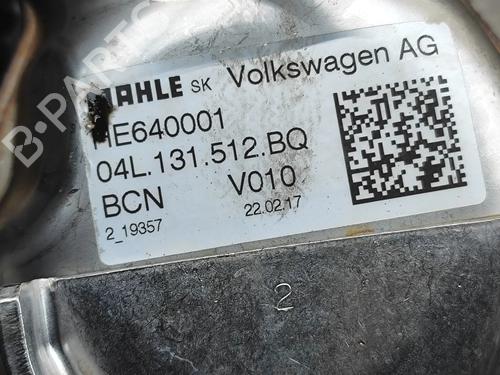 MAHLE SK Volkswagen AG
HE640001
04L.131.512.BQ
BCN V010
2_19357 22.02.17
2
B-PARTS